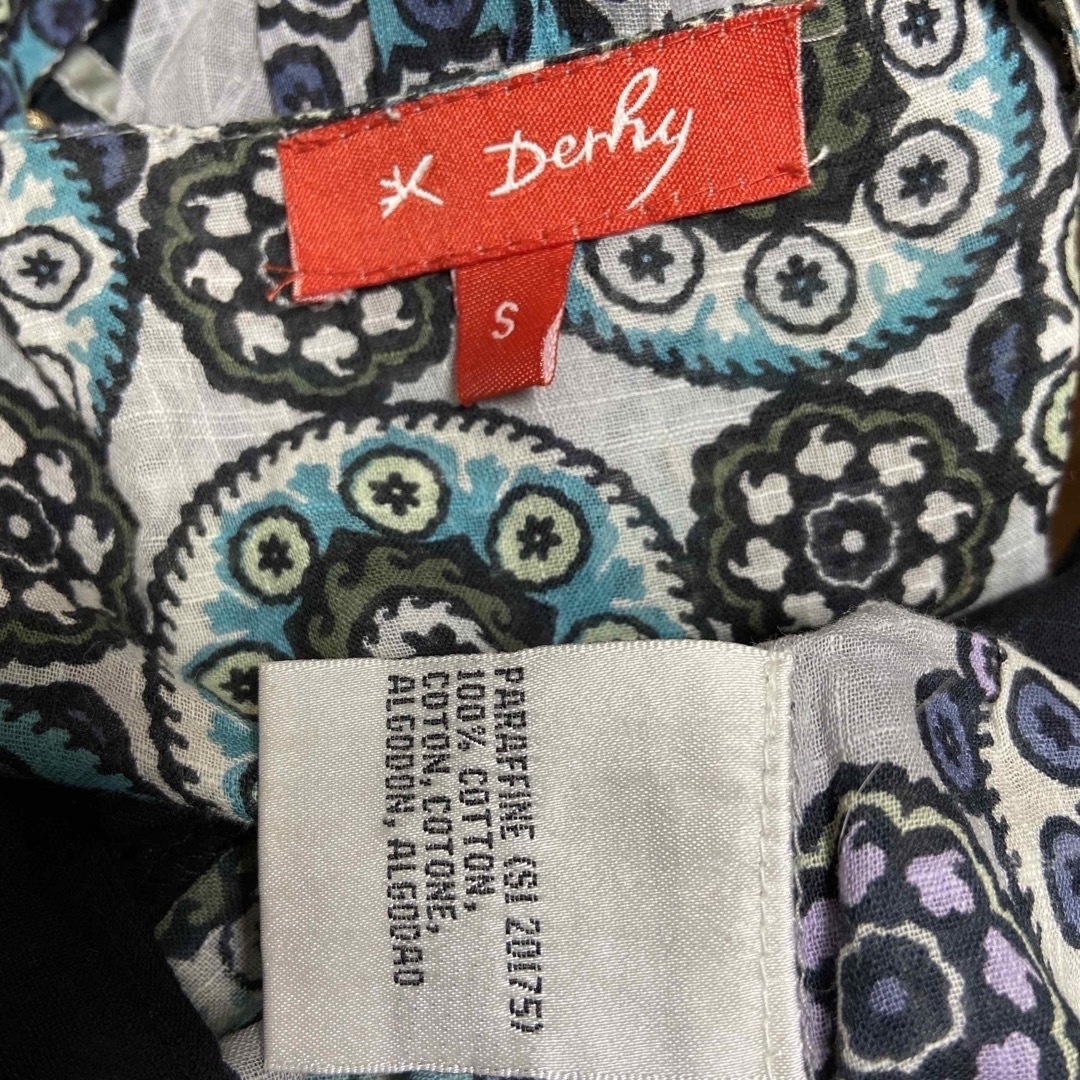 K Derhy
S
PARAFFINE (SI 20175)
100% COTTON,
COTON, COTONE,
ALGODON, ALGODAO